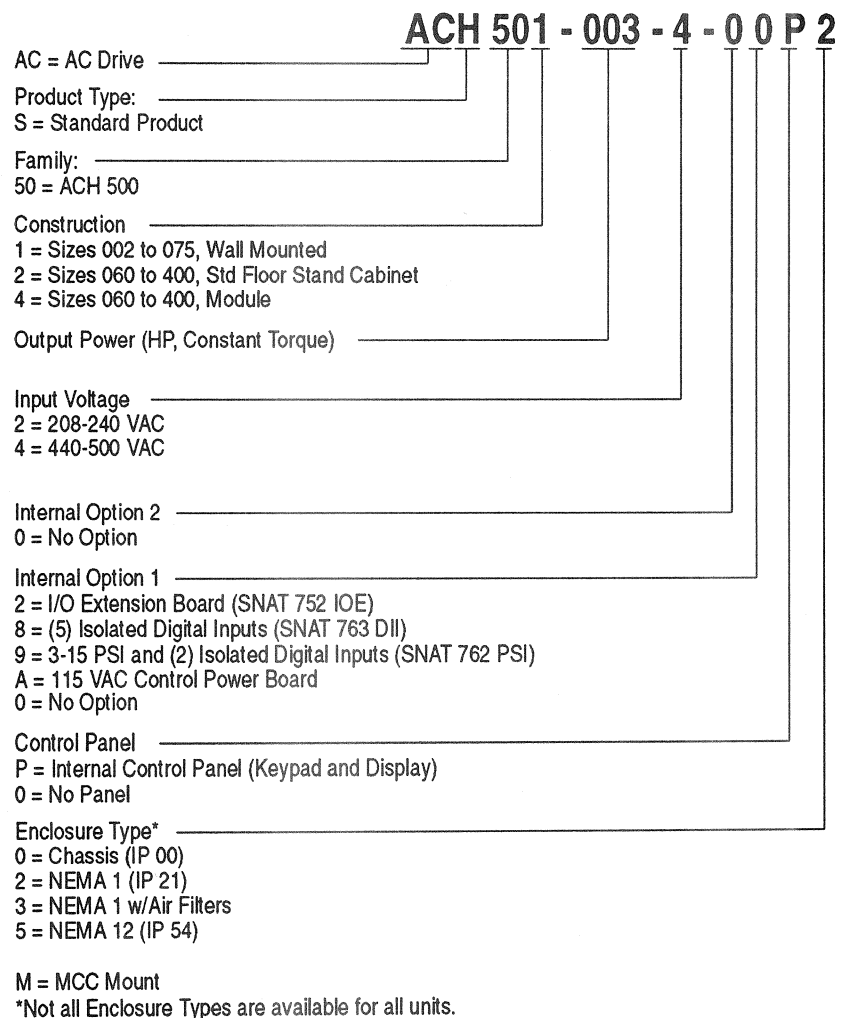 ACH 501 - 003 - 4 - 0 0 P 2
AC = AC Drive
Product Type:
S = Standard Product
Family:
50 = ACH 500
Construction
1 = Sizes 002 to 075, Wall Mounted
2 = Sizes 060 to 400, Std Floor Stand Cabinet
4 = Sizes 060 to 400, Module
Output Power (HP, Constant Torque)
Input Voltage
2 = 208-240 VAC
4 = 440-500 VAC
Internal Option 2
0 = No Option
Internal Option 1
2 = I/O Extension Board (SNAT 752 IOE)
8 = (5) Isolated Digital Inputs (SNAT 763 DII)
9 = 3-15 PSI and (2) Isolated Digital Inputs (SNAT 762 PSI)
A = 115 VAC Control Power Board
0 = No Option
Control Panel
P = Internal Control Panel (Keypad and Display)
0 = No Panel
Enclosure Type*
0 = Chassis (IP 00)
2 = NEMA 1 (IP 21)
3 = NEMA 1 w/Air Filters
5 = NEMA 12 (IP 54)
M = MCC Mount
*Not all Enclosure Types are available for all units.